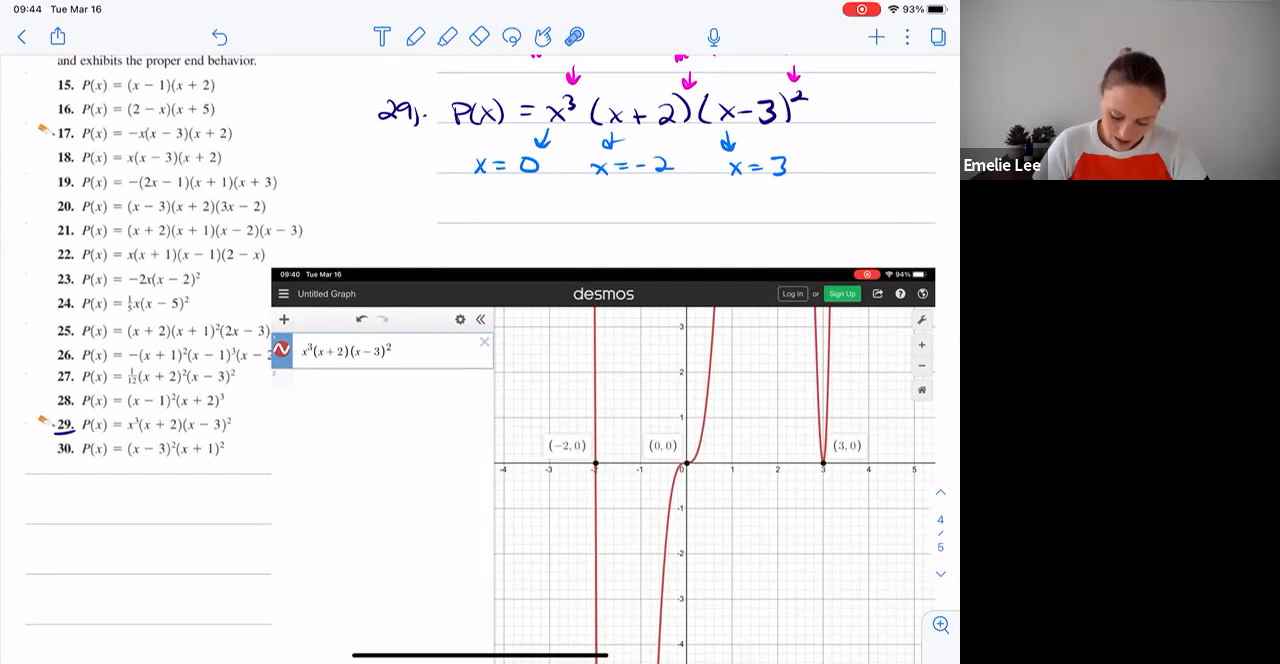 09:44 Tue Mar 16
93%
and exhibits the proper end behavior.
15. P(x) = (x − 1)(x + 2)
16. P(x) = (2 − x)(x + 5)
17. P(x) = −x(x − 3)(x + 2)
18. P(x) = x(x − 3)(x + 2)
19. P(x) = −(2x − 1)(x + 1)(x + 3)
20. P(x) = (x − 3)(x + 2)(3x − 2)
21. P(x) = (x + 2)(x + 1)(x − 2)(x − 3)
22. P(x) = x(x + 1)(x − 1)(2 − x)
23. P(x) = −2x(x − 2)²
24. P(x) = ⅕x(x − 5)²
25. P(x) = (x + 2)(x + 1)²(2x − 3)
26. P(x) = −(x + 1)²(x − 1)³(x −
27. P(x) = 1/12(x + 2)²(x − 3)²
28. P(x) = (x − 1)²(x + 2)³
29. P(x) = x³(x + 2)(x − 3)²
30. P(x) = (x − 3)²(x + 1)²
29). P(x) = x³ (x + 2)(x − 3)²
x = 0 x = −2 x = 3
09:40 Tue Mar 16
94%
Untitled Graph
desmos
Log In or Sign Up
x³(x + 2)(x − 3)²
2
3
2
1
(−2, 0) (0, 0) (3, 0)
-4 -3 -2 -1 0 1 2 3 4 5
-1
-2
-3
-4
4
/
5
Emelie Lee